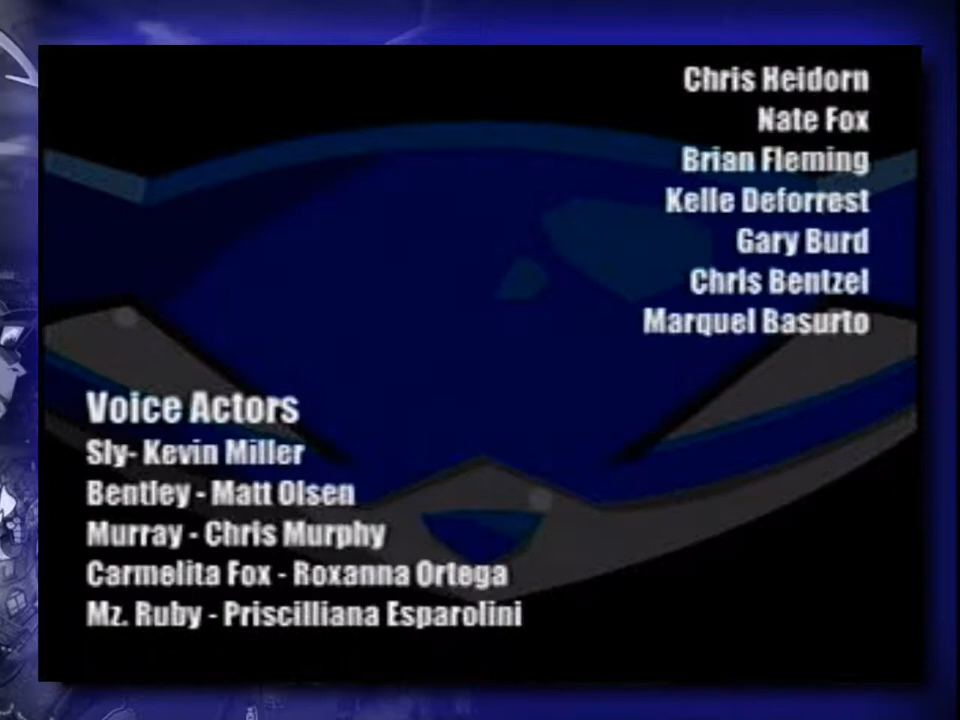 Chris Heidorn
Nate Fox
Brian Fleming
Kelle Deforrest
Gary Burd
Chris Bentzel
Marquel Basurto
Voice Actors
Sly- Kevin Miller
Bentley - Matt Olsen
Murray - Chris Murphy
Carmelita Fox - Roxanna Ortega
Mz. Ruby - Priscilliana Esparolini